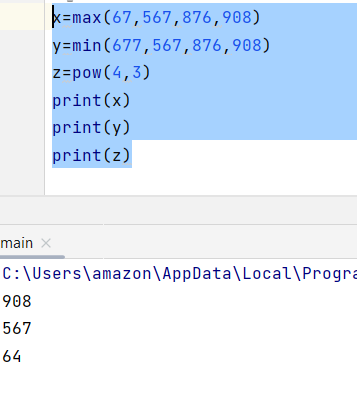 x=max(67,567,876,908)
y=min(677,567,876,908)
z=pow(4,3)
print(x)
print(y)
print(z)
main
C:\Users\amazon\AppData\Local\Progra
908
567
64